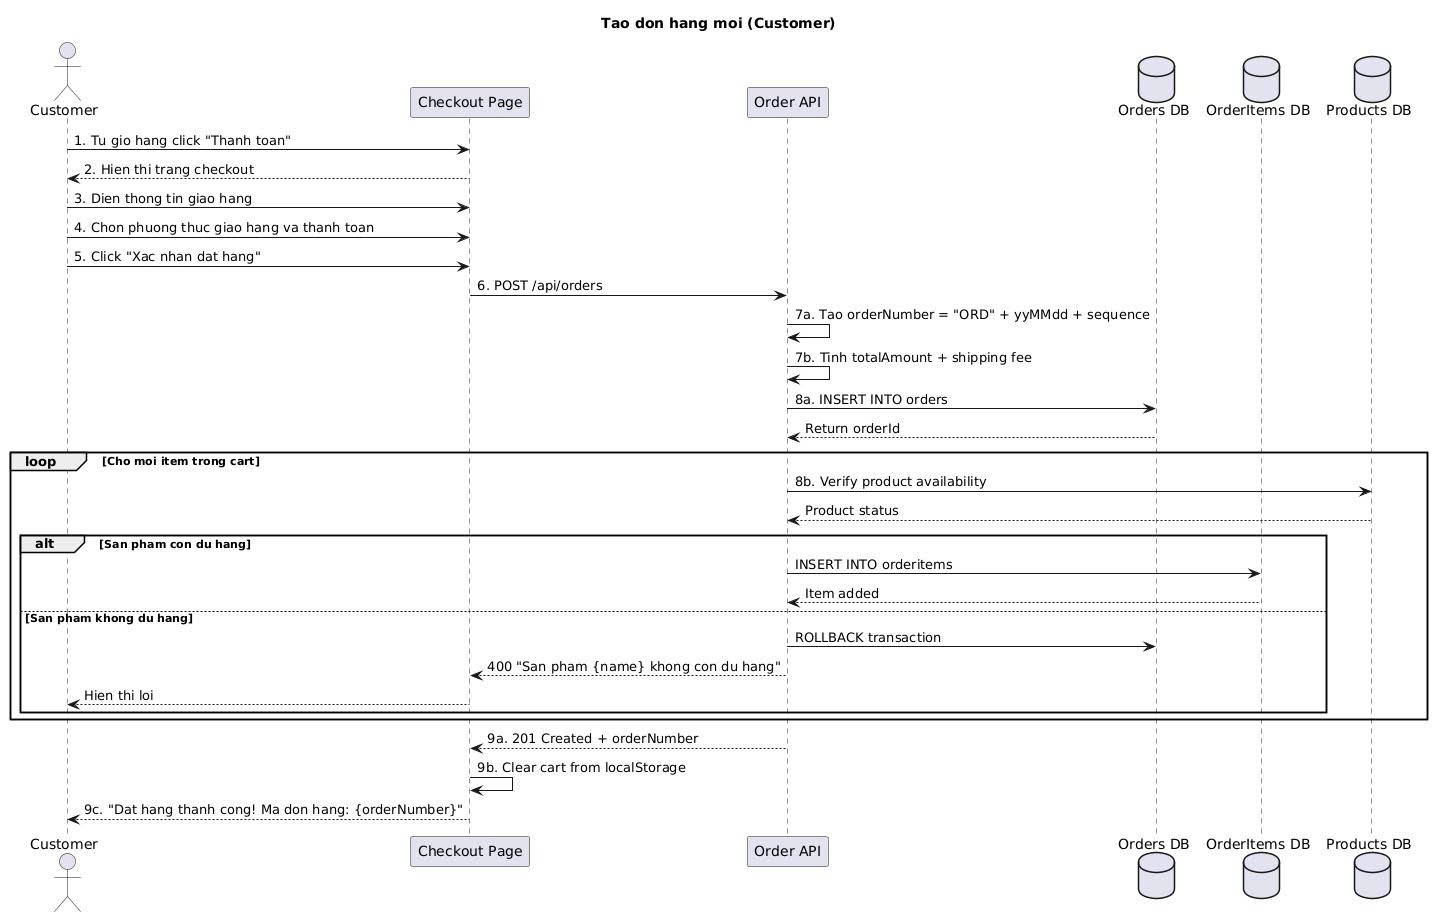 Tao don hang moi (Customer)
Customer
Checkout Page
Order API
Orders DB
OrderItems DB
Products DB
1. Tu gio hang click "Thanh toan"
2. Hien thi trang checkout
3. Dien thong tin giao hang
4. Chon phuong thuc giao hang va thanh toan
5. Click "Xac nhan dat hang"
6. POST /api/orders
7a. Tao orderNumber = "ORD" + yyMMdd + sequence
7b. Tinh totalAmount + shipping fee
8a. INSERT INTO orders
Return orderId
loop [Cho moi item trong cart]
8b. Verify product availability
Product status
alt [San pham con du hang]
INSERT INTO orderitems
Item added
[San pham khong du hang]
ROLLBACK transaction
400 "San pham {name} khong con du hang"
Hien thi loi
9a. 201 Created + orderNumber
9b. Clear cart from localStorage
9c. "Dat hang thanh cong! Ma don hang: {orderNumber}"
Customer
Checkout Page
Order API
Orders DB
OrderItems DB
Products DB